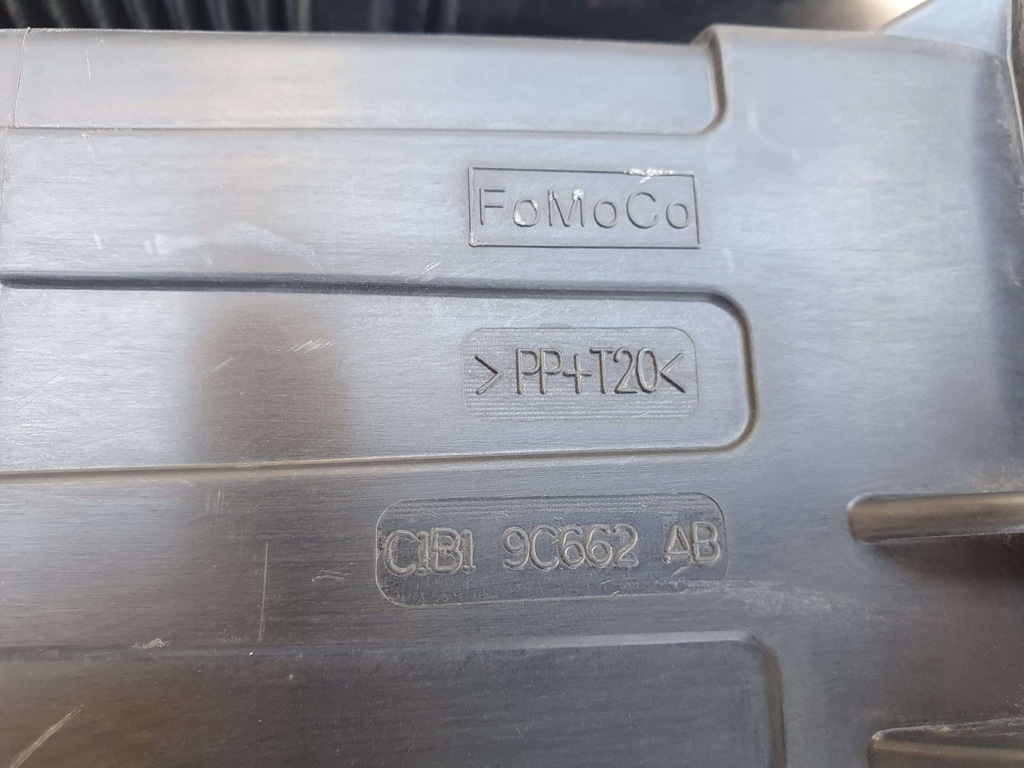 FoMoCo
>PP+T20<
C1B1 9C662 AB